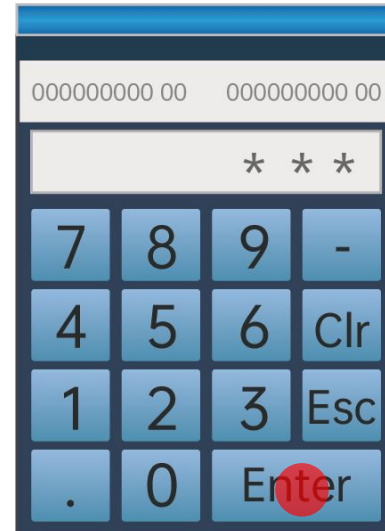 000000000 00 000000000 00
* * *
7 8 9 -
4 5 6 Clr
1 2 3 Esc
. 0 Enter